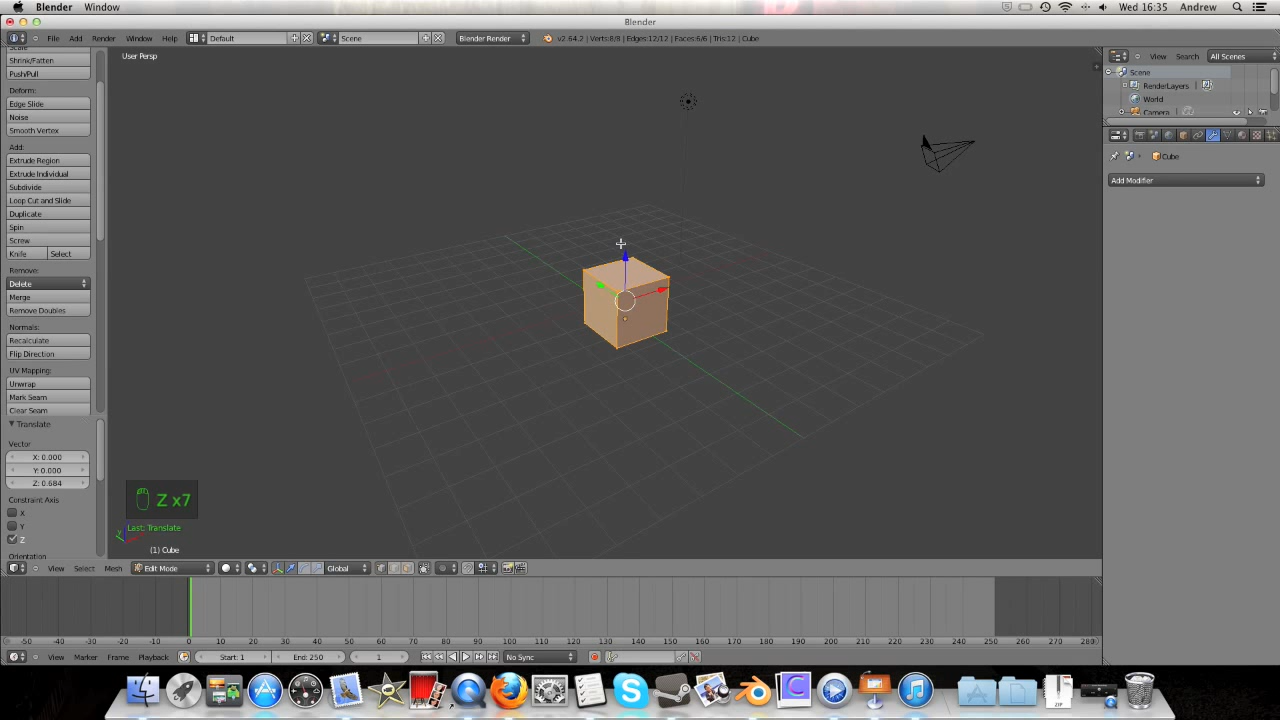 Blender Window Wed 16:35 Andrew
Blender
File Add Render Window Help Default Scene Blender Render v2.64.2 | Verts:8/8 | Edges:12/12 | Faces:6/6 | Tris:12 | Cube
View Search All Scenes
User Persp
Shrink/Fatten
Push/Pull
Deform:
Edge Slide
Noise
Smooth Vertex
Add:
Extrude Region
Extrude Individual
Subdivide
Loop Cut and Slide
Duplicate
Spin
Screw
Knife Select
Remove:
Delete
Merge
Remove Doubles
Normals:
Recalculate
Flip Direction
UV Mapping:
Unwrap
Mark Seam
Clear Seam
Translate
Vector
X: 0.000
Y: 0.000
Z: 0.684
Constraint Axis
X
Y
Z
Orientation
Z x7
Last: Translate
y
(1) Cube
Scene
RenderLayers
World
Camera
Cube
Add Modifier
View Select Mesh Edit Mode Global
-50 -40 -30 -20 -10 0 10 20 30 40 50 60 70 80 90 100 110 120 130 140 150 160 170 180 190 200 210 220 230 240 250 260 270 280
View Marker Frame Playback Start: 1 End: 250 1 No Sync
ZIP